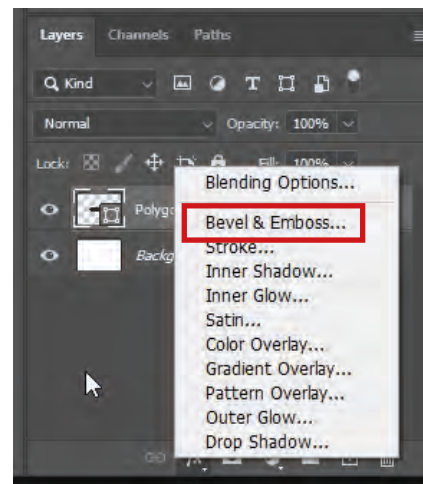 Layers Channels Paths
Kind
Normal Opacity: 100%
Lock: Fill: 100%
Blending Options...
Polygo
Bevel & Emboss...
Stroke...
Backg
Inner Shadow...
Inner Glow...
Satin...
Color Overlay...
Gradient Overlay...
Pattern Overlay...
Outer Glow...
Drop Shadow...
fx